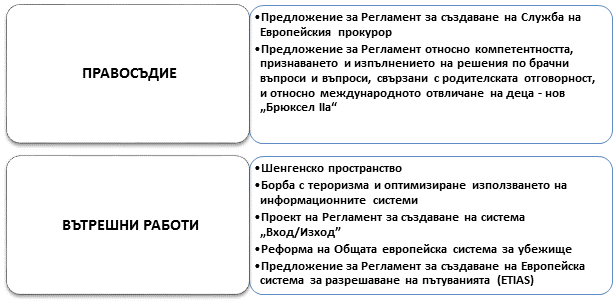 ПРАВОСЪДИЕ
•Предложение за Регламент за създаване на Служба на
Европейския прокурор
•Предложение за Регламент относно компетентността,
признаването и изпълнението на решения по брачни
въпроси и въпроси, свързани с родителската отговорност,
и относно международното отвличане на деца - нов
„Брюксел IIа“
ВЪТРЕШНИ РАБОТИ
•Шенгенско пространство
•Борба с тероризма и оптимизиране използването на
информационните системи
•Проект на Регламент за създаване на система
„Вход/Изход”
•Реформа на Общата европейска система за убежище
•Предложение за Регламент за създаване на Европейска
система за разрешаване на пътуванията (ETIAS)